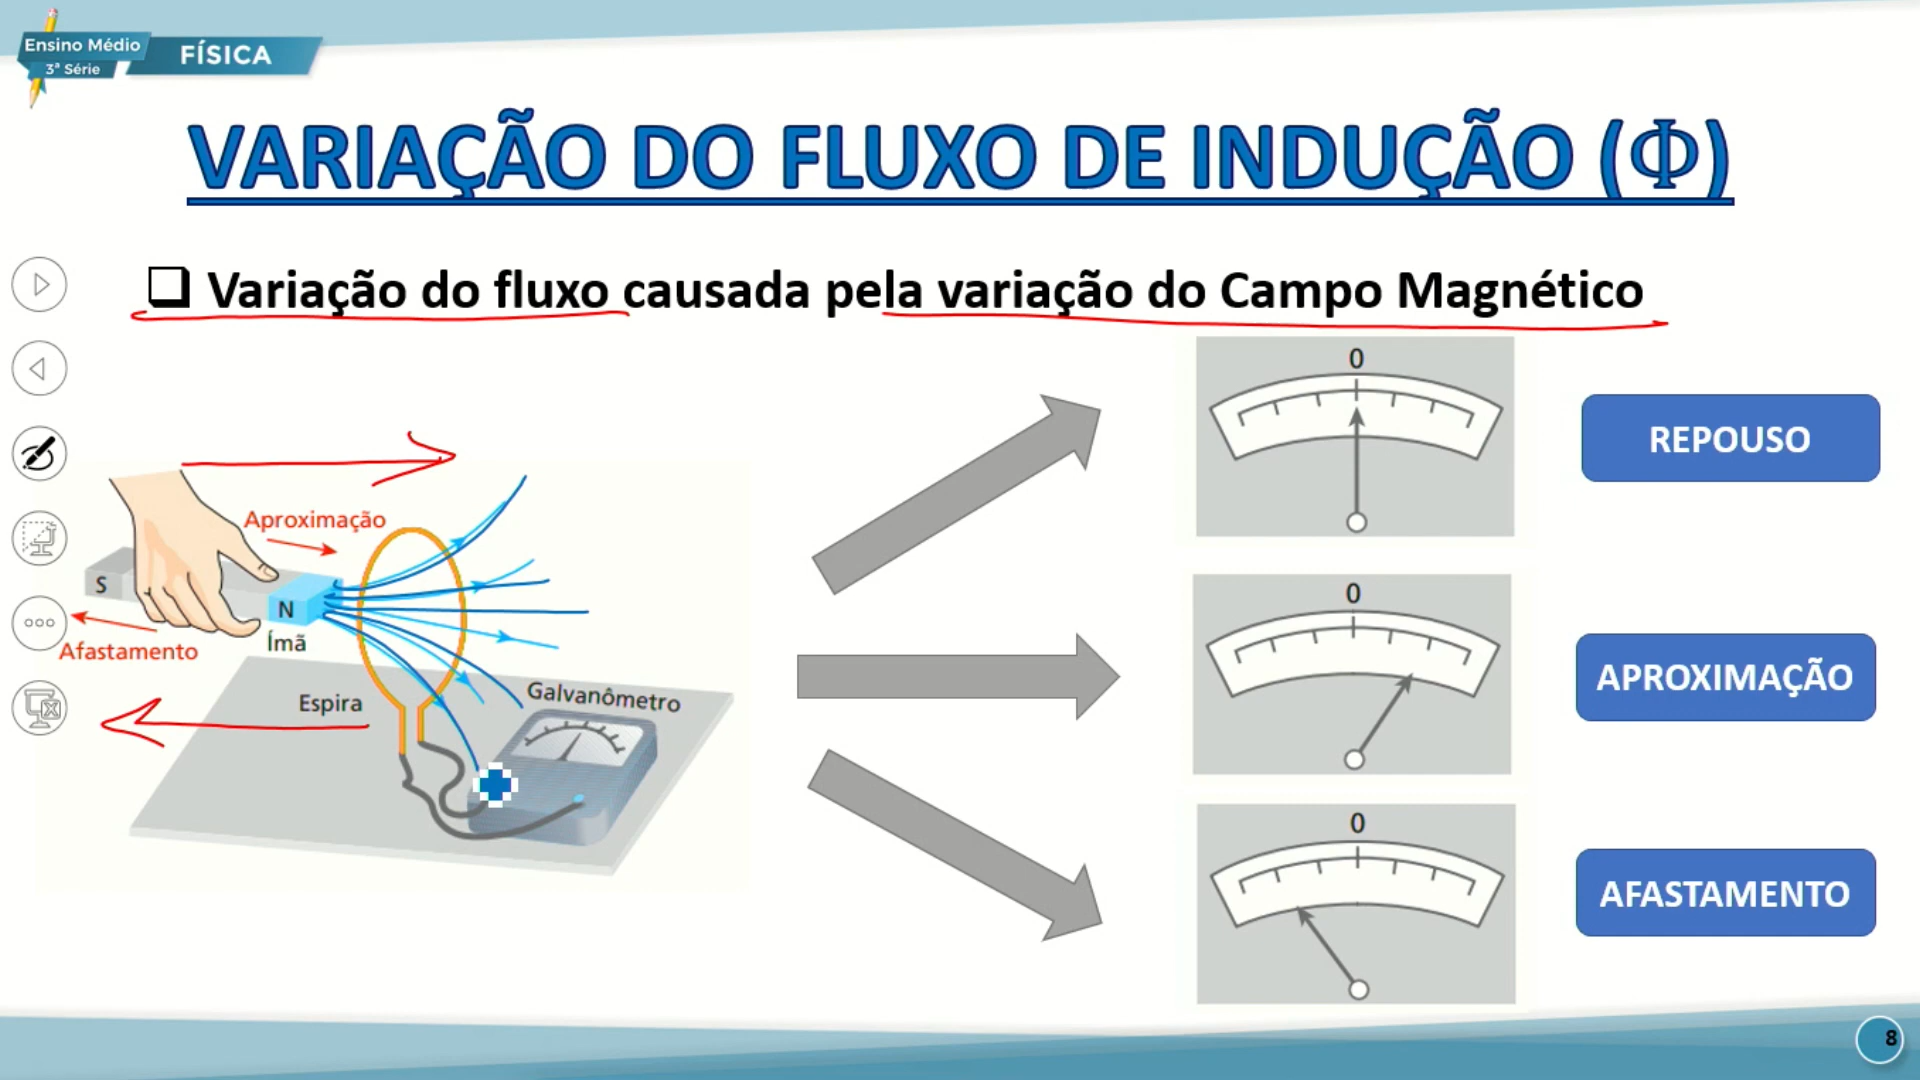 Ensino Médio
3ª Série
FÍSICA
VARIAÇÃO DO FLUXO DE INDUÇÃO (Φ)
❑ Variação do fluxo causada pela variação do Campo Magnético
Aproximação
S
N
Ímã
Afastamento
Espira
Galvanômetro
0
REPOUSO
0
APROXIMAÇÃO
0
AFASTAMENTO
8